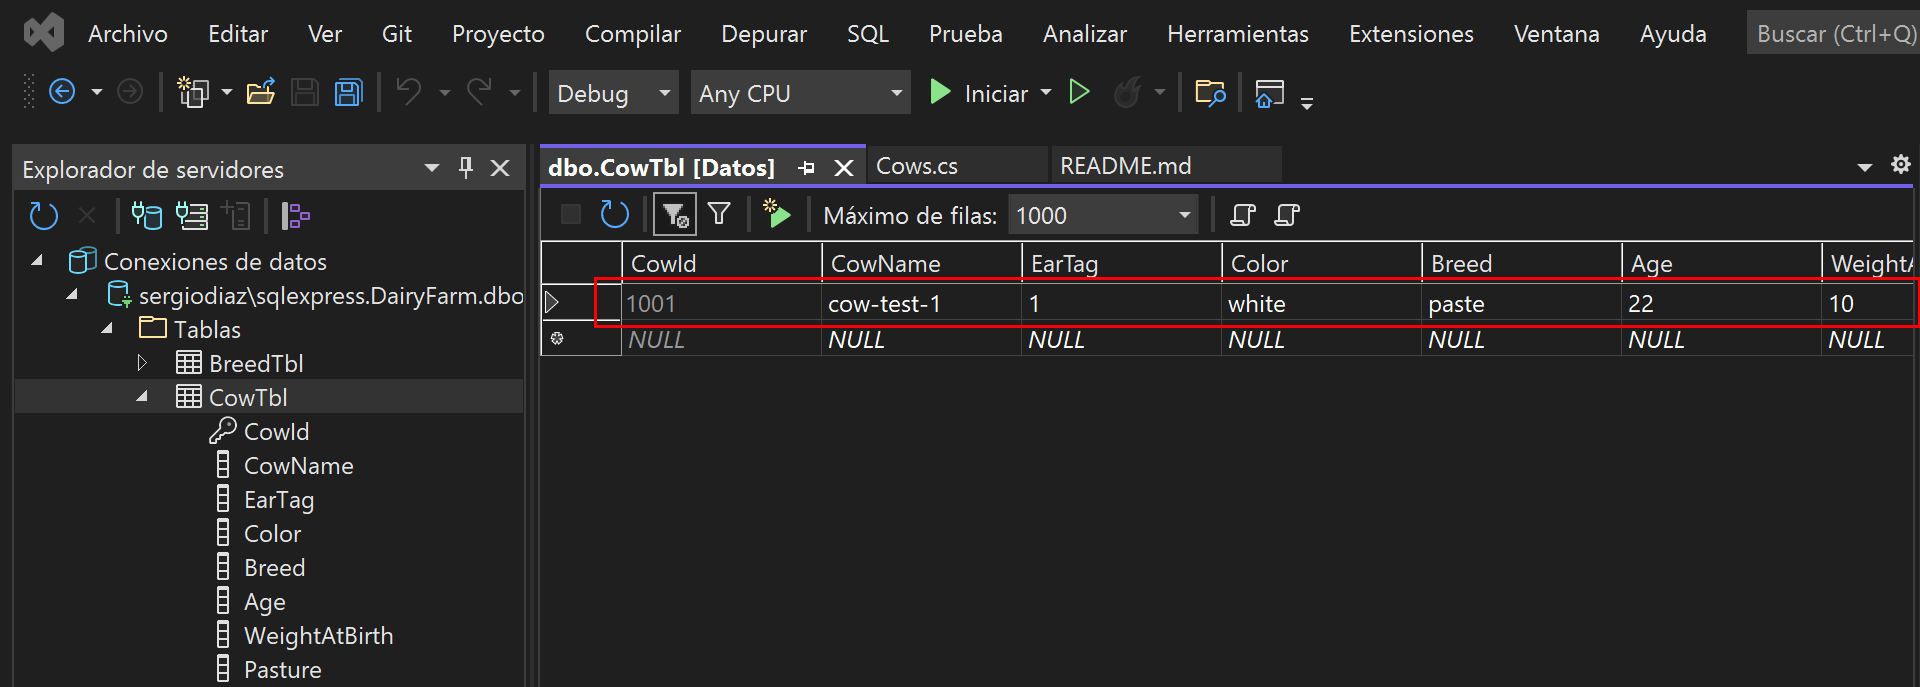 Archivo Editar Ver Git Proyecto Compilar Depurar SQL Prueba Analizar Herramientas Extensiones Ventana Ayuda Buscar (Ctrl+Q)
Debug Any CPU Iniciar
Explorador de servidores
dbo.CowTbl [Datos] Cows.cs README.md
Máximo de filas: 1000
Conexiones de datos
sergiodiaz\sqlexpress.DairyFarm.dbo
Tablas
BreedTbl
CowTbl
CowId
CowName
EarTag
Color
Breed
Age
WeightAtBirth
Pasture
CowId CowName EarTag Color Breed Age WeightA
1001 cow-test-1 1 white paste 22 10
NULL NULL NULL NULL NULL NULL NULL